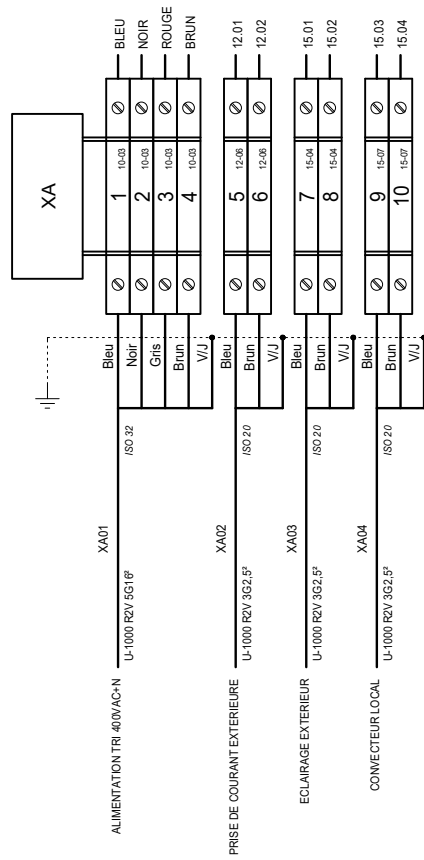 XA
BLEU
NOIR
ROUGE
BRUN
12.01
12.02
15.01
15.02
15.03
15.04
1 10-03
2 10-03
3 10-03
4 10-03
5 12-06
6 12-06
7 15-04
8 15-04
9 15-07
10 15-07
Bleu
Noir
Gris
Brun
V/J
Bleu
Brun
V/J
Bleu
Brun
V/J
Bleu
Brun
V/J
ISO 32
ISO 20
ISO 20
ISO 20
XA01
XA02
XA03
XA04
U-1000 R2V 5G16²
U-1000 R2V 3G2,5²
U-1000 R2V 3G2,5²
U-1000 R2V 3G2,5²
ALIMENTATION TRI 400VAC+N
PRISE DE COURANT EXTERIEURE
ECLAIRAGE EXTERIEUR
CONVECTEUR LOCAL